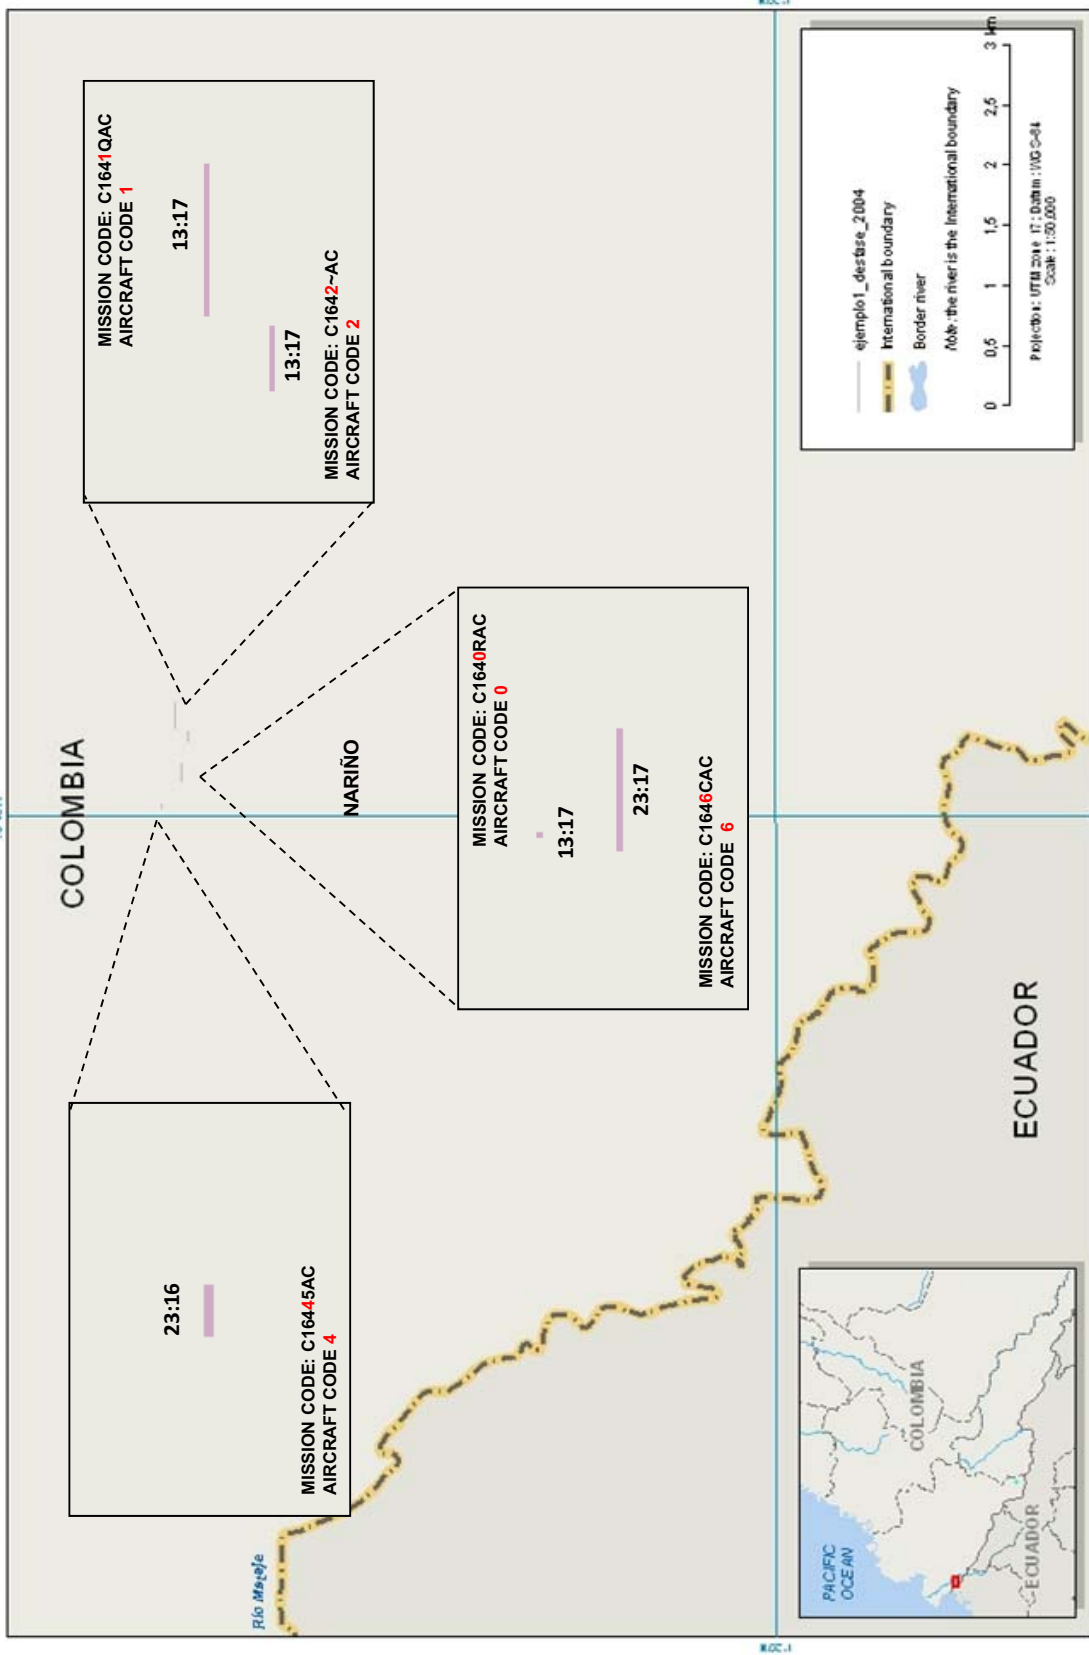 COLOMBIA
NARIÑO
ECUADOR
Río Mataje
MISSION CODE: C16445AC
AIRCRAFT CODE 4
23:16
MISSION CODE: C1640RAC
AIRCRAFT CODE 0
13:17
23:17
MISSION CODE: C1646CAC
AIRCRAFT CODE 6
MISSION CODE: C1641QAC
AIRCRAFT CODE 1
13:17
13:17
MISSION CODE: C1642~AC
AIRCRAFT CODE 2
PACIFIC
OCEAN
COLOMBIA
ECUADOR
ejemplo1_desfase_2004
International boundary
Border river
Note: the river is the International boundary
0 0,5 1 1,5 2 2,5 3 km
Projection: UTM zone 17; Datum: WGS-84
Scale: 1:50,000